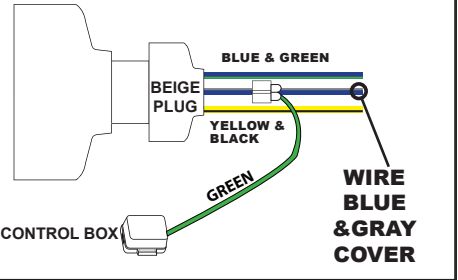 BLUE & GREEN
BEIGE
PLUG
YELLOW &
BLACK
GREEN
CONTROL BOX
WIRE
BLUE
&GRAY
COVER